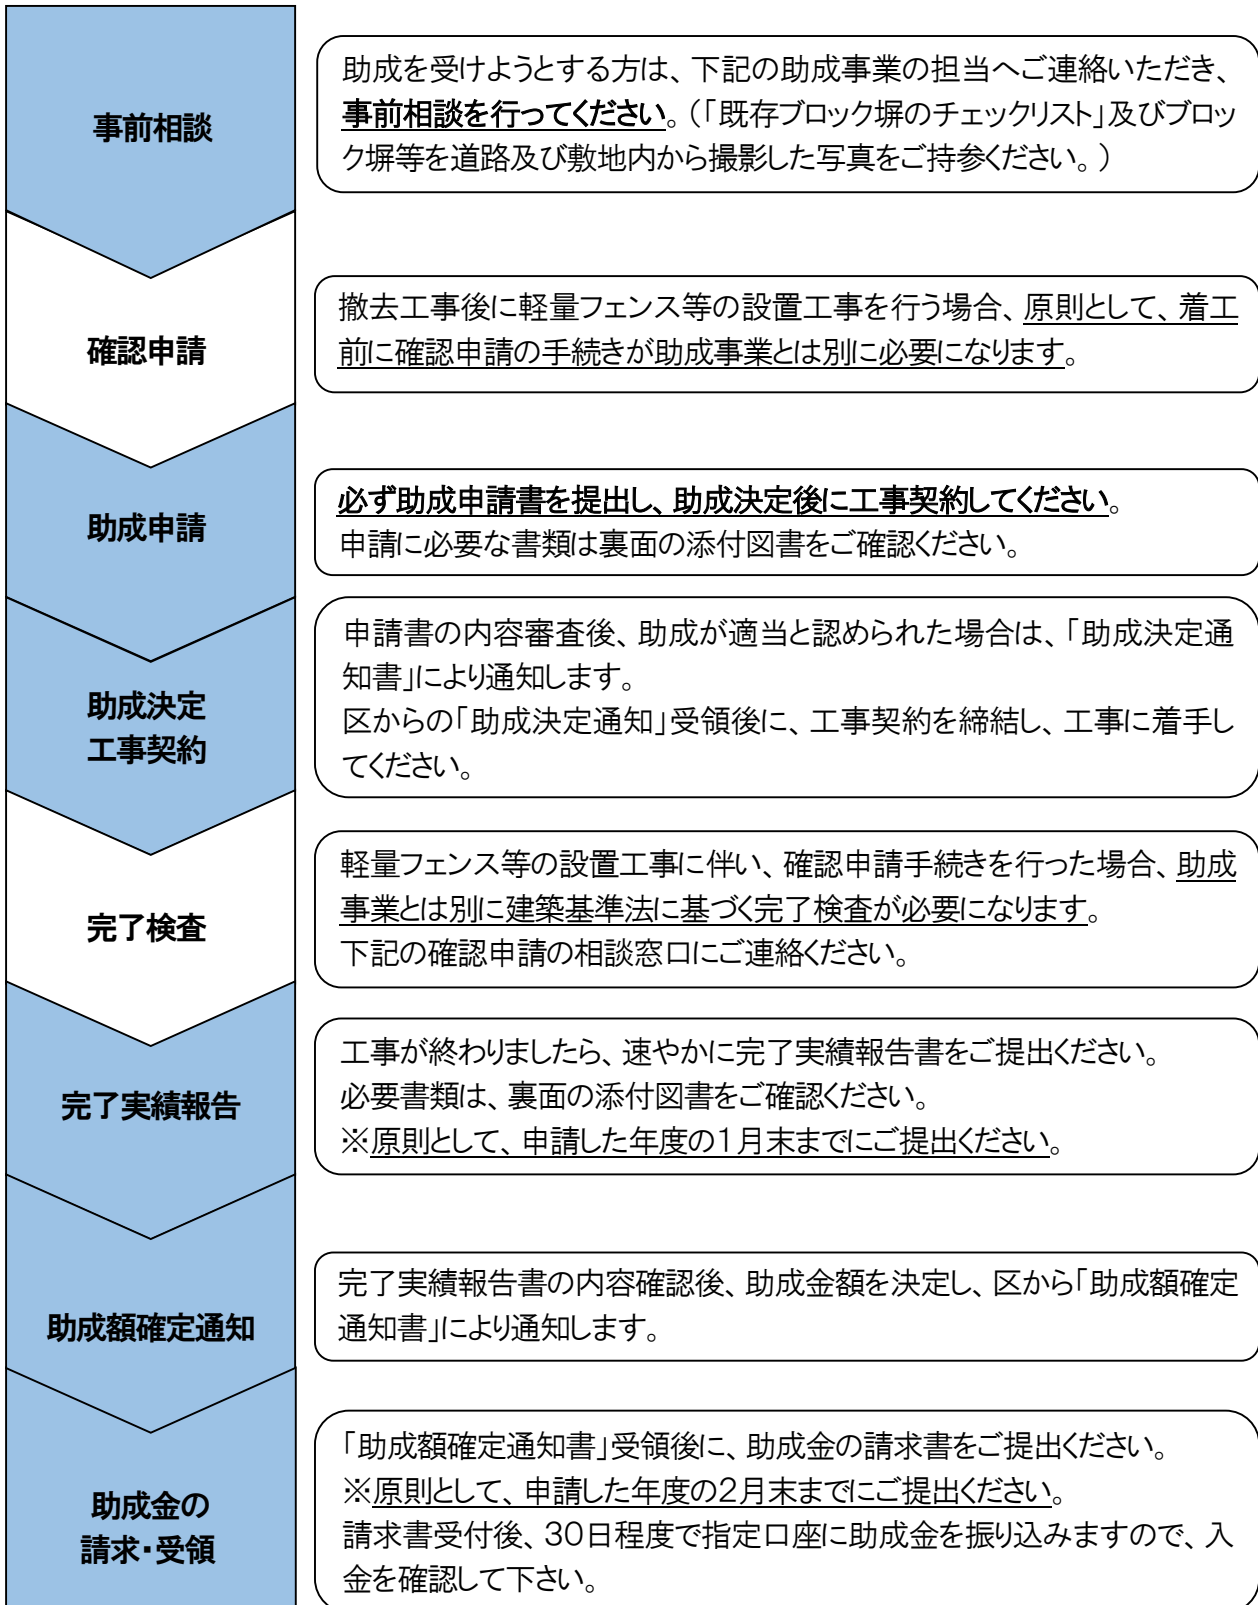 事前相談
助成を受けようとする方は、下記の助成事業の担当へご連絡いただき、
事前相談を行ってください。(「既存ブロック塀のチェックリスト」及びブロッ
ク塀等を道路及び敷地内から撮影した写真をご持参ください。)
確認申請
撤去工事後に軽量フェンス等の設置工事を行う場合、原則として、着工
前に確認申請の手続きが助成事業とは別に必要になります。
助成申請
必ず助成申請書を提出し、助成決定後に工事契約してください。
申請に必要な書類は裏面の添付図書をご確認ください。
助成決定
工事契約
申請書の内容審査後、助成が適当と認められた場合は、「助成決定通
知書」により通知します。
区からの「助成決定通知」受領後に、工事契約を締結し、工事に着手し
てください。
完了検査
軽量フェンス等の設置工事に伴い、確認申請手続きを行った場合、助成
事業とは別に建築基準法に基づく完了検査が必要になります。
下記の確認申請の相談窓口にご連絡ください。
完了実績報告
工事が終わりましたら、速やかに完了実績報告書をご提出ください。
必要書類は、裏面の添付図書をご確認ください。
※原則として、申請した年度の1月末までにご提出ください。
助成額確定通知
完了実績報告書の内容確認後、助成金額を決定し、区から「助成額確定
通知書」により通知します。
助成金の
請求・受領
「助成額確定通知書」受領後に、助成金の請求書をご提出ください。
※原則として、申請した年度の2月末までにご提出ください。
請求書受付後、30日程度で指定口座に助成金を振り込みますので、入
金を確認して下さい。